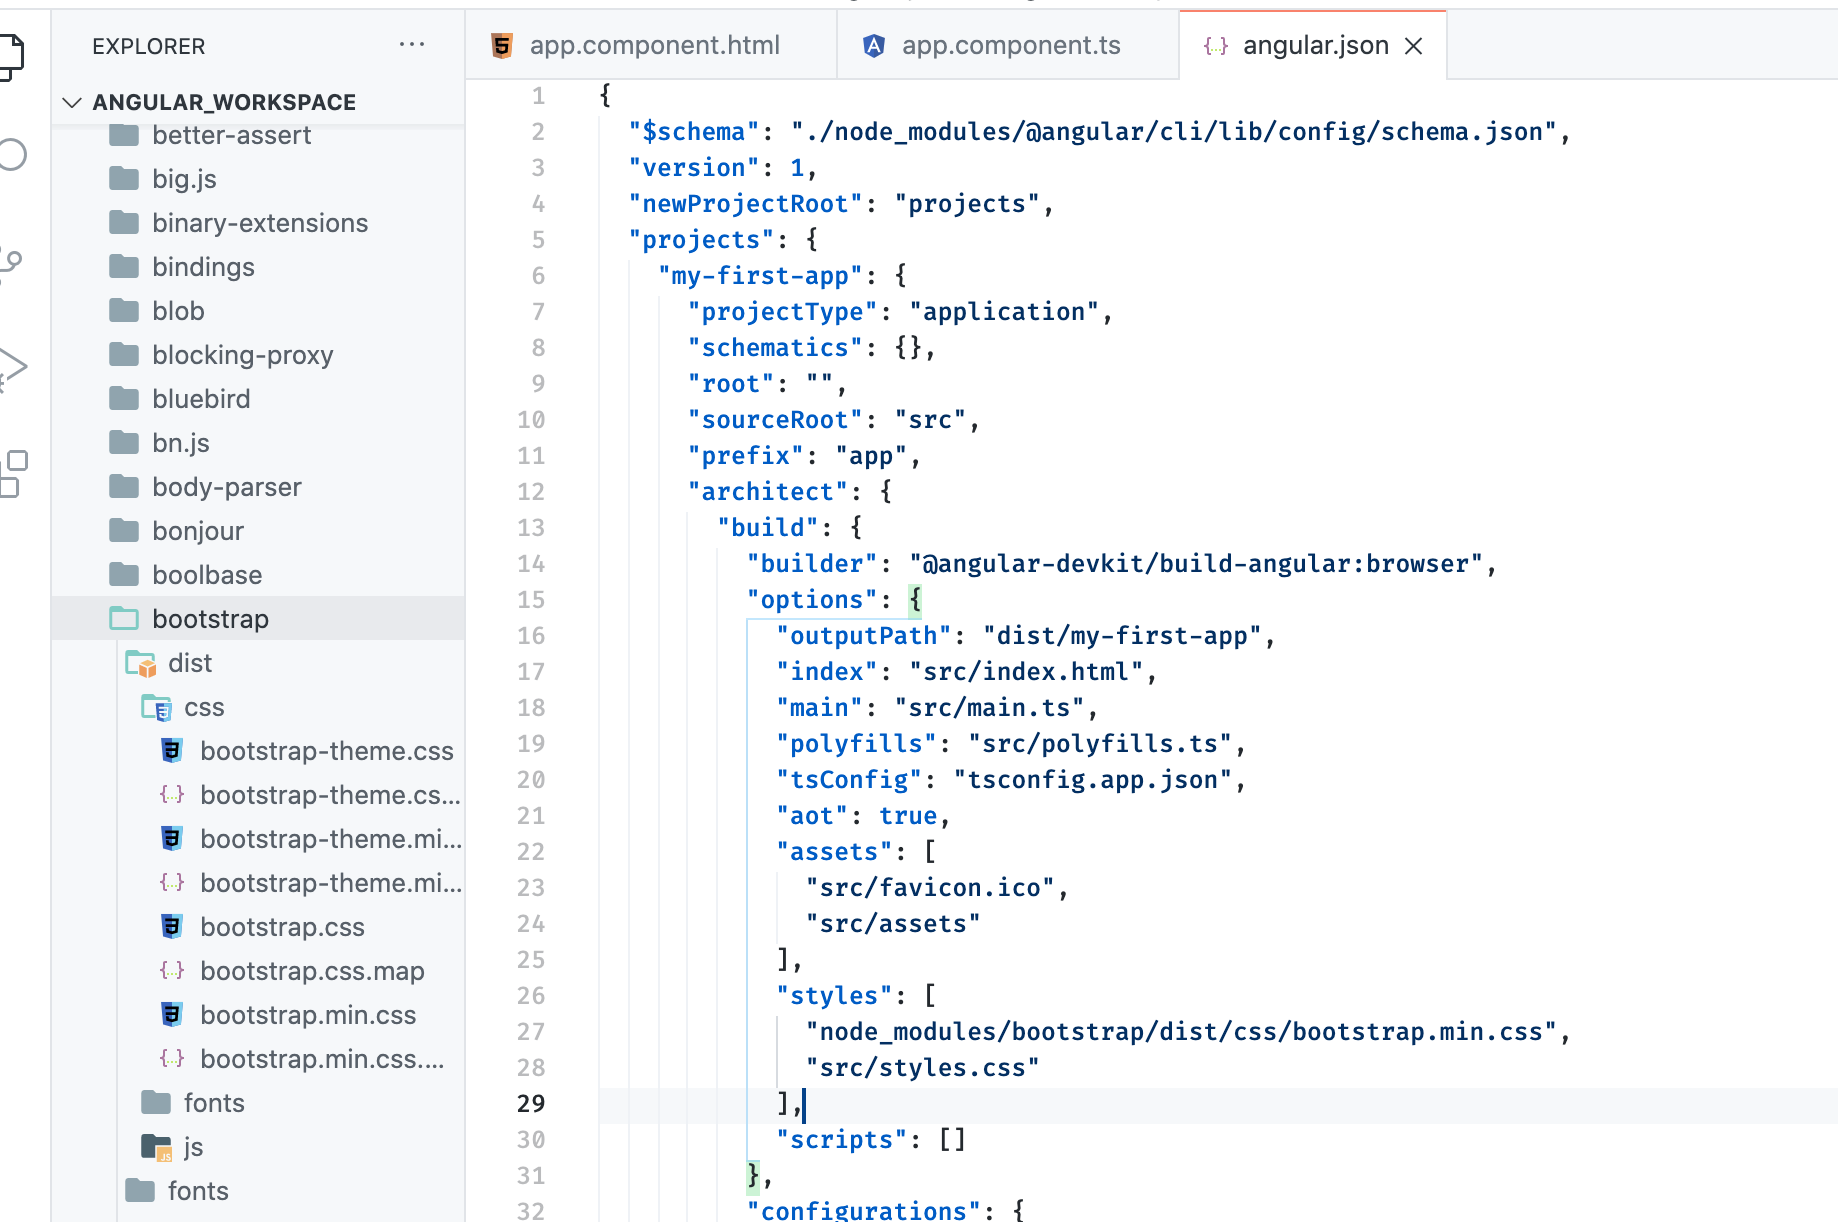 EXPLORER
ANGULAR_WORKSPACE
better-assert
big.js
binary-extensions
bindings
blob
blocking-proxy
bluebird
bn.js
body-parser
bonjour
boolbase
bootstrap
dist
css
bootstrap-theme.css
bootstrap-theme.cs...
bootstrap-theme.mi...
bootstrap-theme.mi...
bootstrap.css
bootstrap.css.map
bootstrap.min.css
bootstrap.min.css....
fonts
js
fonts
app.component.html
app.component.ts
angular.json
1 {
2 "$schema": "./node_modules/@angular/cli/lib/config/schema.json",
3 "version": 1,
4 "newProjectRoot": "projects",
5 "projects": {
6 "my-first-app": {
7 "projectType": "application",
8 "schematics": {},
9 "root": "",
10 "sourceRoot": "src",
11 "prefix": "app",
12 "architect": {
13 "build": {
14 "builder": "@angular-devkit/build-angular:browser",
15 "options": {
16 "outputPath": "dist/my-first-app",
17 "index": "src/index.html",
18 "main": "src/main.ts",
19 "polyfills": "src/polyfills.ts",
20 "tsConfig": "tsconfig.app.json",
21 "aot": true,
22 "assets": [
23 "src/favicon.ico",
24 "src/assets"
25 ],
26 "styles": [
27 "node_modules/bootstrap/dist/css/bootstrap.min.css",
28 "src/styles.css"
29 ],
30 "scripts": []
31 },
32 "configurations": {